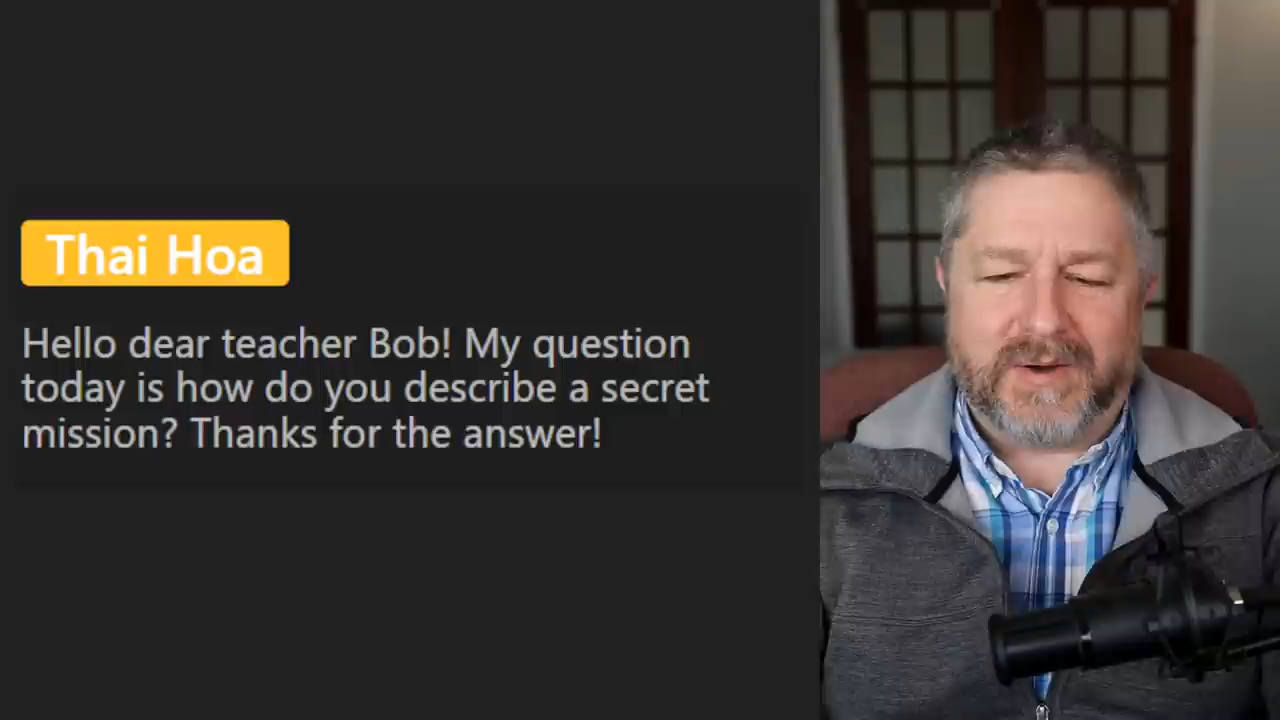 Thai Hoa
Hello dear teacher Bob! My question
today is how do you describe a secret
mission? Thanks for the answer!